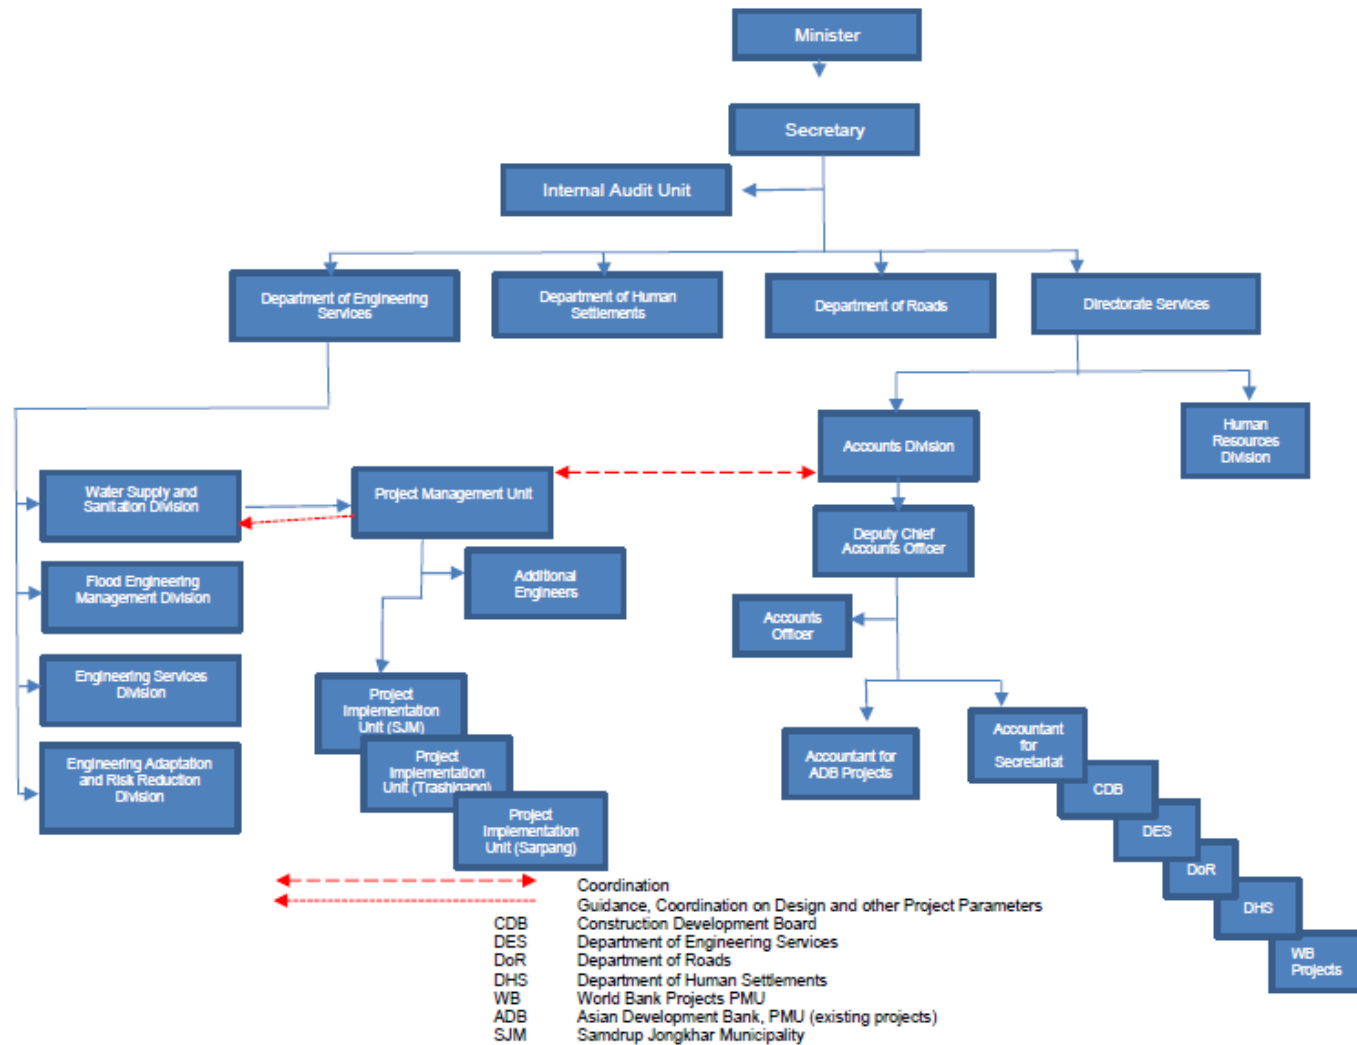 Minister
Secretary
Internal Audit Unit
Department of Engineering
Services
Department of Human
Settlements
Department of Roads
Directorate Services
Accounts Division
Human
Resources
Division
Water Supply and
Sanitation Division
Project Management Unit
Deputy Chief
Accounts Officer
Flood Engineering
Management Division
Additional
Engineers
Accounts
Officer
Engineering Services
Division
Project
Implementation
Unit (SJM)
Accountant
for
Secretariat
Engineering Adaptation
and Risk Reduction
Division
Project
Implementation
Unit (Trashigang)
Accountant for
ADB Projects
CDB
Project
Implementation
Unit (Sarpang)
DES
DoR
DHS
WB
Projects
Coordination
Guidance, Coordination on Design and other Project Parameters
CDB Construction Development Board
DES Department of Engineering Services
DoR Department of Roads
DHS Department of Human Settlements
WB World Bank Projects PMU
ADB Asian Development Bank, PMU (existing projects)
SJM Samdrup Jongkhar Municipality